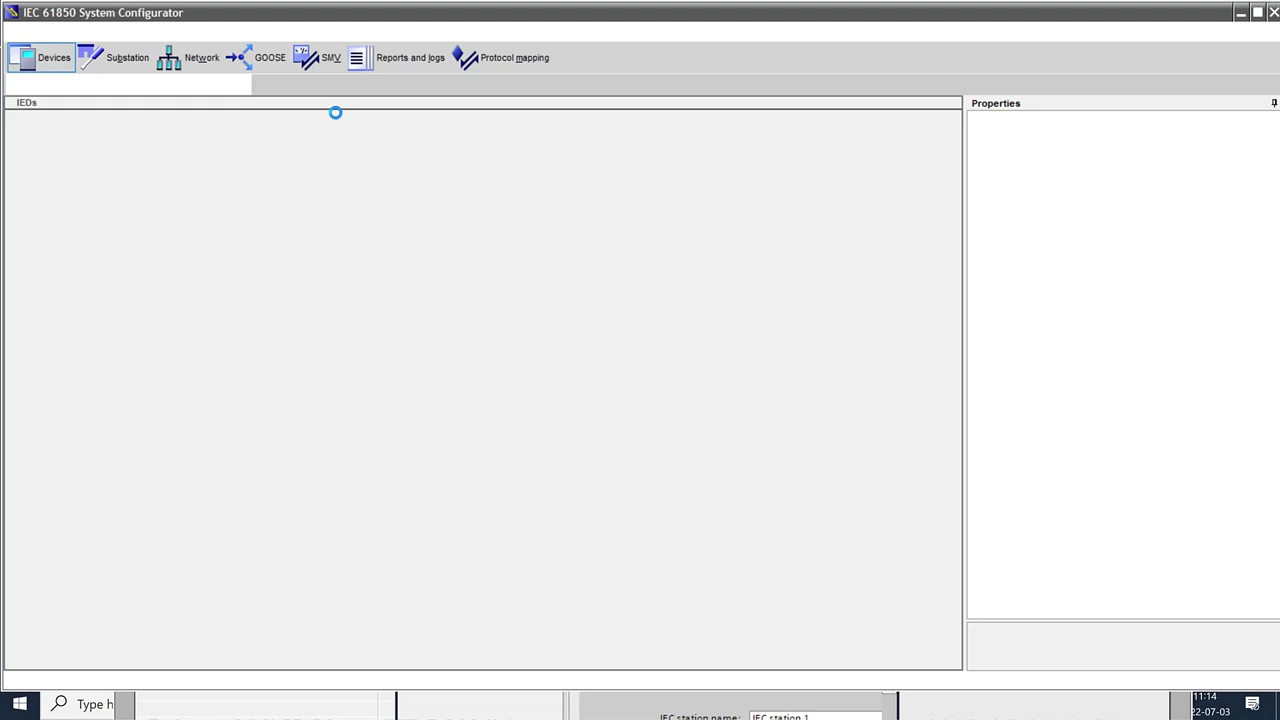 IEC 61850 System Configurator
Devices Substation Network GOOSE SMV Reports and logs Protocol mapping
IEDs
Properties
Type h
IEC station name: IEC station 1
11:14
22-07-03